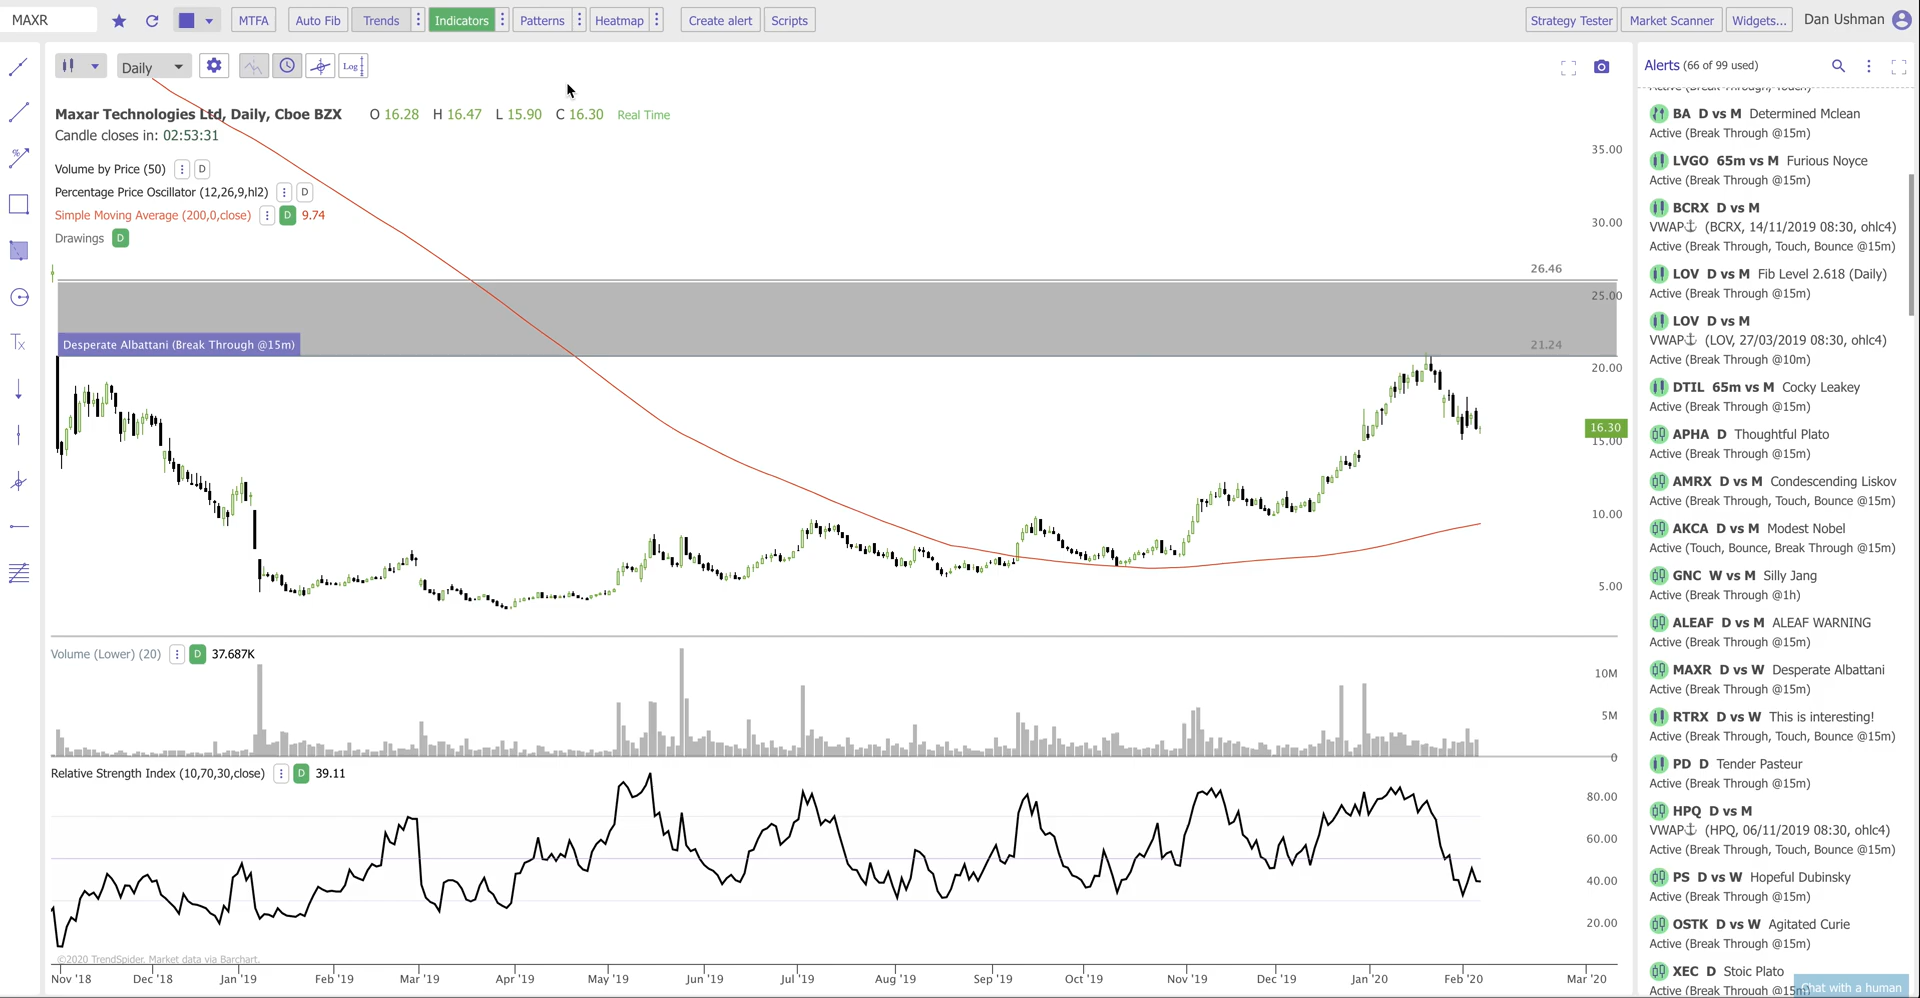 MAXR
MTFA
Auto Fib
Trends
Indicators
Patterns
Heatmap
Create alert
Scripts
Strategy Tester
Market Scanner
Widgets...
Dan Ushman
Daily
Log
Alerts (66 of 99 used)
Maxar Technologies Ltd, Daily, Cboe BZX O 16.28 H 16.47 L 15.90 C 16.30 Real Time
Candle closes in: 02:53:31
Volume by Price (50) D
Percentage Price Oscillator (12,26,9,hl2) D
Simple Moving Average (200,0,close) D 9.74
Drawings D
26.46
Desperate Albattani (Break Through @15m)
21.24
35.00
30.00
25.00
20.00
16.30
15.00
10.00
5.00
Volume (Lower) (20) D 37.687K
10M
5M
0
Relative Strength Index (10,70,30,close) D 39.11
80.00
60.00
40.00
20.00
©2020 TrendSpider. Market data via Barchart.
Nov '18 Dec '18 Jan '19 Feb '19 Mar '19 Apr '19 May '19 Jun '19 Jul '19 Aug '19 Sep '19 Oct '19 Nov '19 Dec '19 Jan '20 Feb '20 Mar '20
Active (Break Through, Touch)
BA D vs M Determined Mclean
Active (Break Through @15m)
LVGO 65m vs M Furious Noyce
Active (Break Through @15m)
BCRX D vs M
VWAP (BCRX, 14/11/2019 08:30, ohlc4)
Active (Break Through, Touch, Bounce @15m)
LOV D vs M Fib Level 2.618 (Daily)
Active (Break Through @15m)
LOV D vs M
VWAP (LOV, 27/03/2019 08:30, ohlc4)
Active (Break Through @10m)
DTIL 65m vs M Cocky Leakey
Active (Break Through @15m)
APHA D Thoughtful Plato
Active (Break Through @15m)
AMRX D vs M Condescending Liskov
Active (Break Through, Touch, Bounce @15m)
AKCA D vs M Modest Nobel
Active (Touch, Bounce, Break Through @15m)
GNC W vs M Silly Jang
Active (Break Through @1h)
ALEAF D vs M ALEAF WARNING
Active (Break Through @15m)
MAXR D vs W Desperate Albattani
Active (Break Through @15m)
RTRX D vs W This is interesting!
Active (Break Through, Touch, Bounce @15m)
PD D Tender Pasteur
Active (Break Through @15m)
HPQ D vs M
VWAP (HPQ, 06/11/2019 08:30, ohlc4)
Active (Break Through, Touch, Bounce @15m)
PS D vs W Hopeful Dubinsky
Active (Break Through @15m)
OSTK D vs W Agitated Curie
Active (Break Through @15m)
XEC D Stoic Plato
Active (Break Through @15m)
Chat with a human